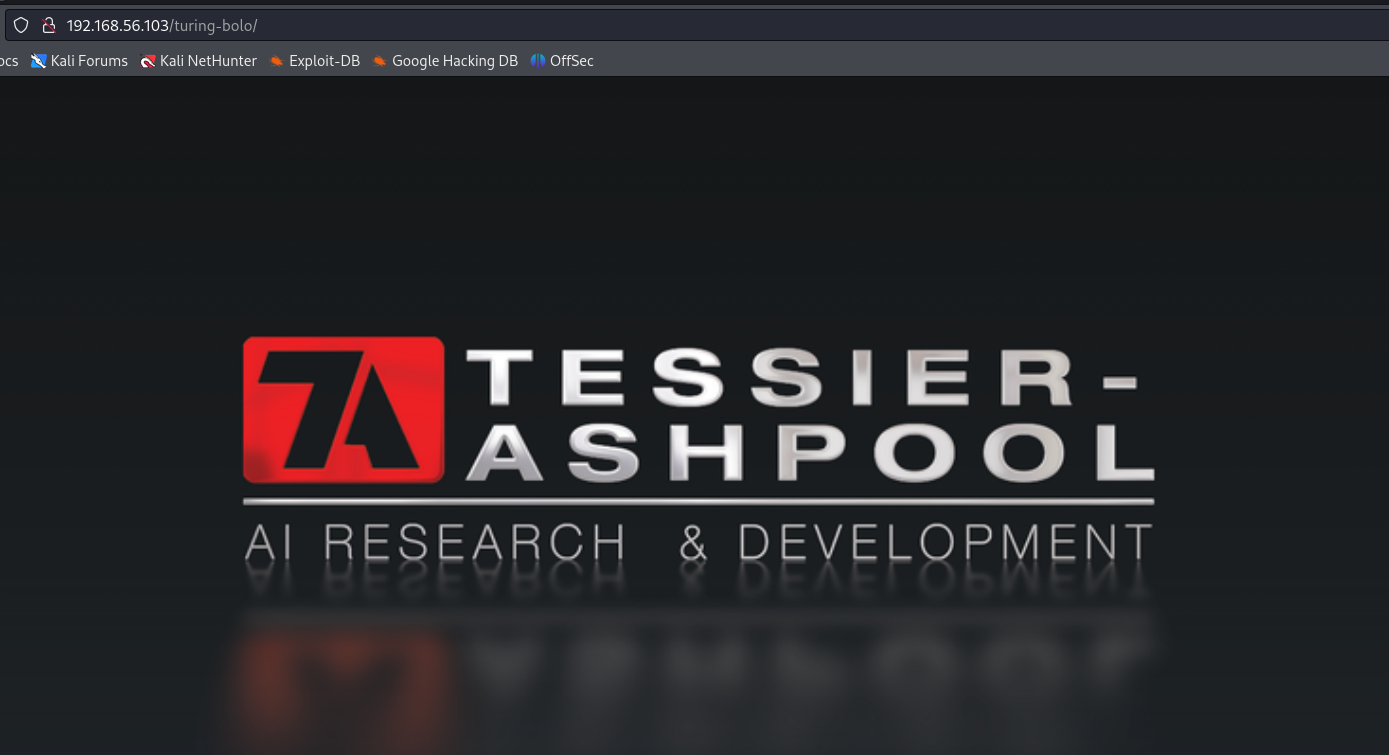 192.168.56.103/turing-bolo/
ocs Kali Forums Kali NetHunter Exploit-DB Google Hacking DB OffSec
7A TESSIER-
ASHPOOL
AI RESEARCH & DEVELOPMENT